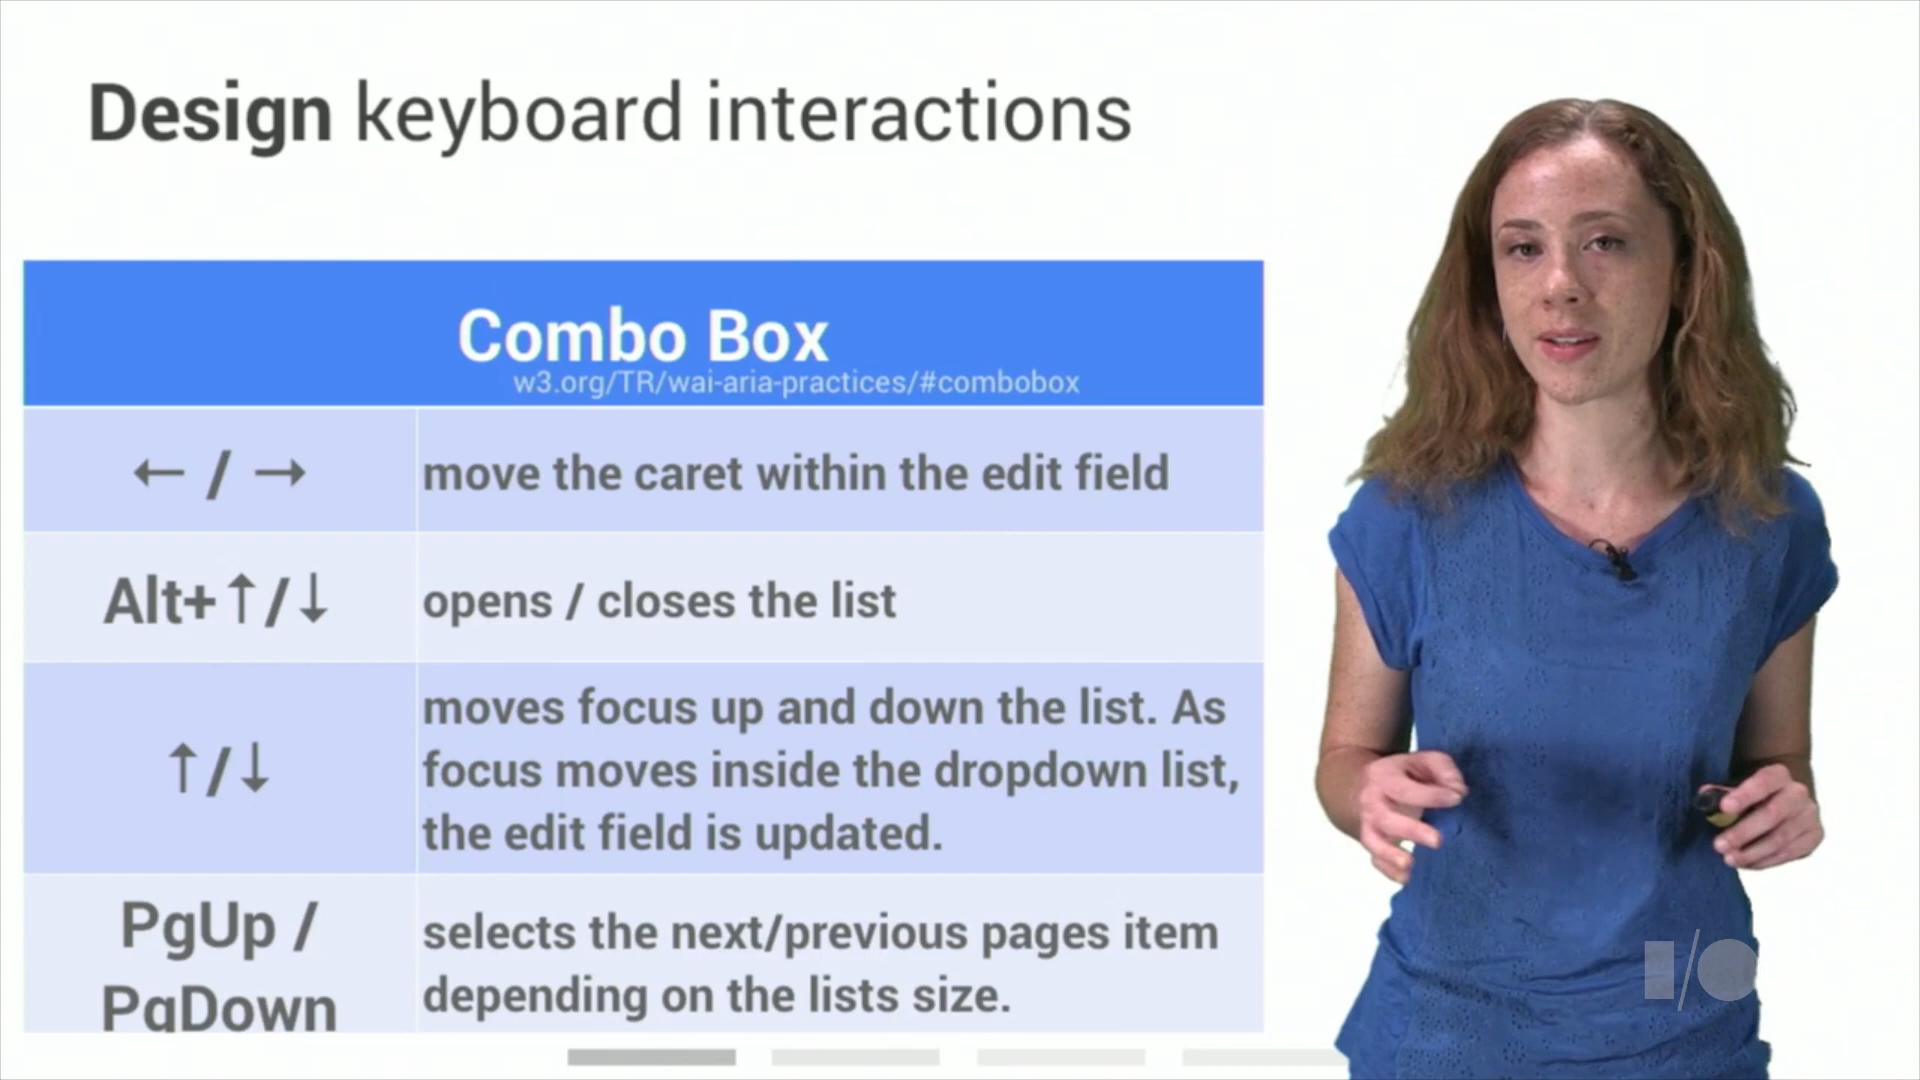 Design keyboard interactions
Combo Box
w3.org/TR/wai-aria-practices/#combobox
← / → move the caret within the edit field
Alt+↑/↓ opens / closes the list
↑/↓ moves focus up and down the list. As
focus moves inside the dropdown list,
the edit field is updated.
PgUp /
PgDown
selects the next/previous pages item
depending on the lists size.
I/O